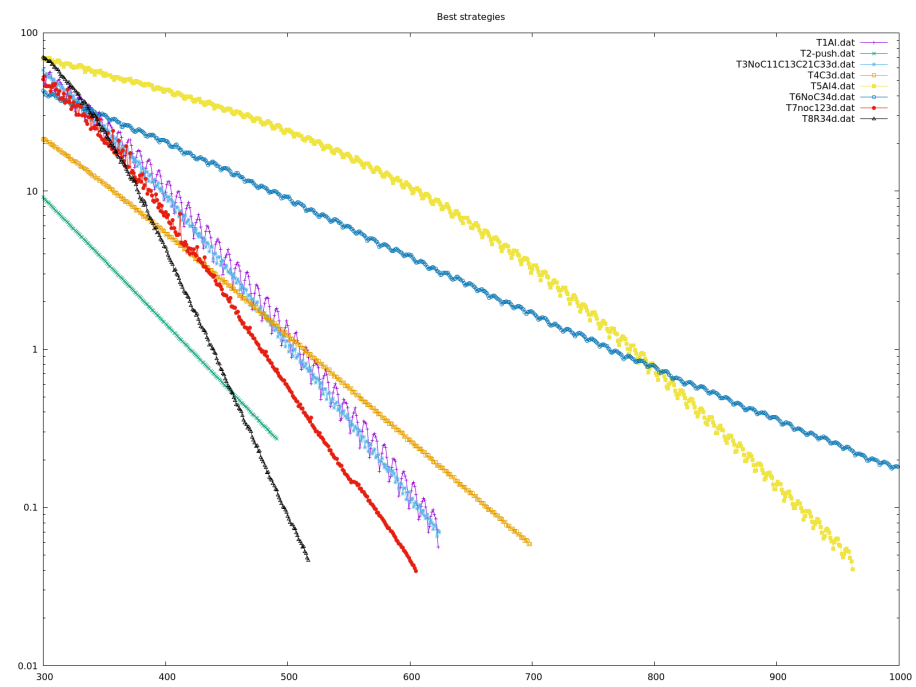 Best strategies
100
10
1
0.1
0.01
300
400
500
600
700
800
900
1000
T1AI.dat
T2-push.dat
T3NoC11C13C21C33d.dat
T4C3d.dat
T5AI4.dat
T6NoC34d.dat
T7noc123d.dat
T8R34d.dat